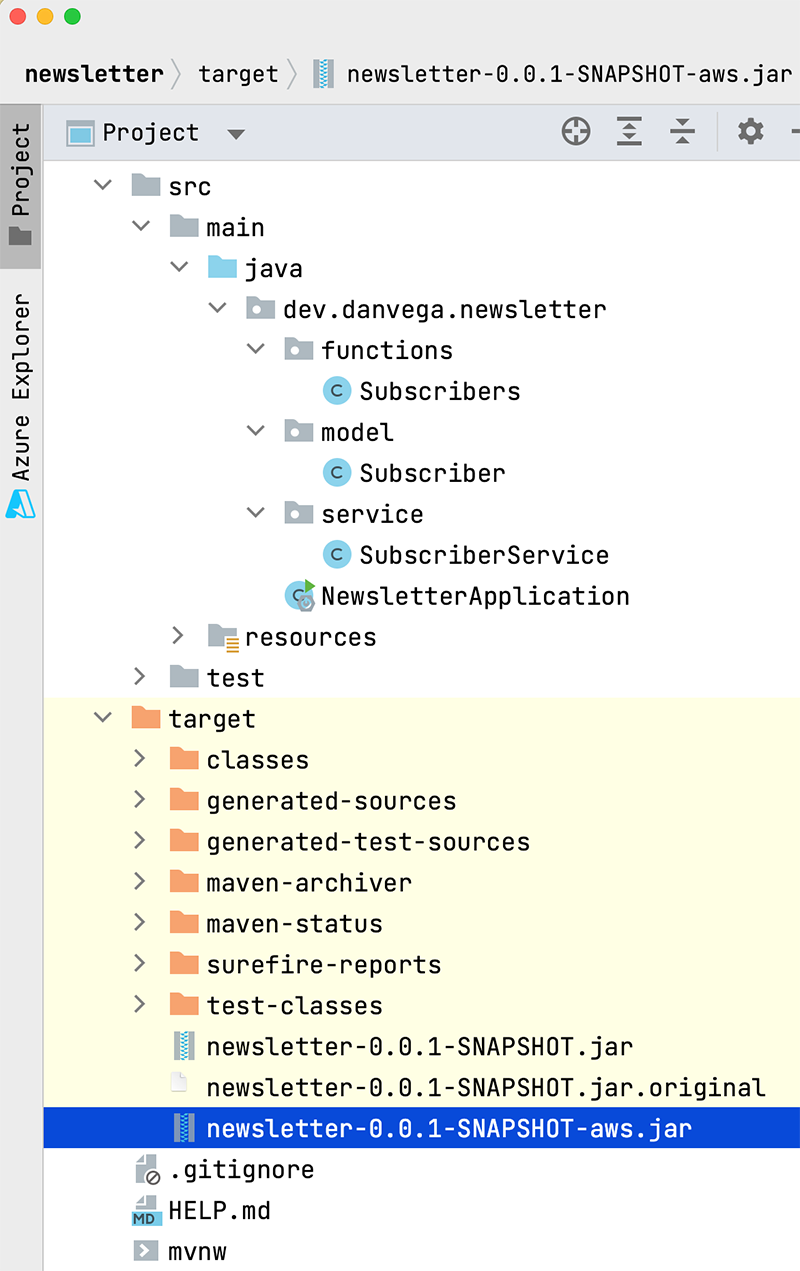 newsletter target newsletter-0.0.1-SNAPSHOT-aws.jar
Project
Project
Azure Explorer
src
main
java
dev.danvega.newsletter
functions
C Subscribers
model
C Subscriber
service
C SubscriberService
C NewsletterApplication
resources
test
target
classes
generated-sources
generated-test-sources
maven-archiver
maven-status
surefire-reports
test-classes
newsletter-0.0.1-SNAPSHOT.jar
newsletter-0.0.1-SNAPSHOT.jar.original
newsletter-0.0.1-SNAPSHOT-aws.jar
.gitignore
MD HELP.md
mvnw